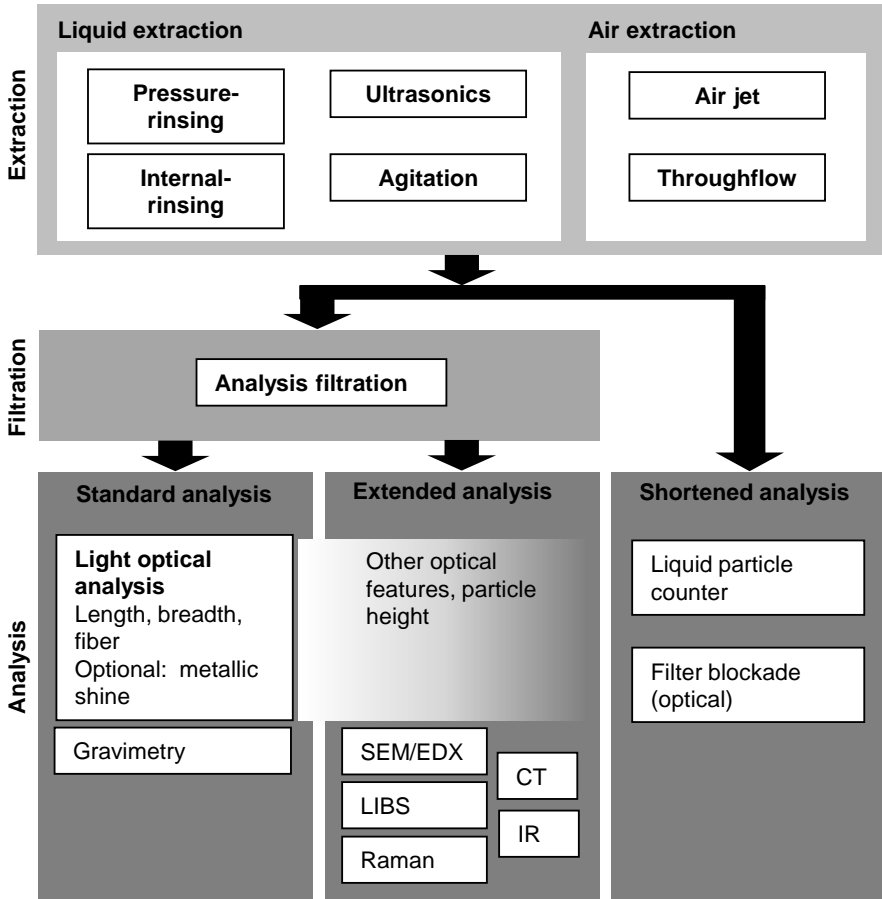 Extraction
Liquid extraction
Pressure-
rinsing
Ultrasonics
Internal-
rinsing
Agitation
Air extraction
Air jet
Throughflow
Filtration
Analysis filtration
Analysis
Standard analysis
Light optical
analysis
Length, breadth,
fiber
Optional:  metallic
shine
Gravimetry
Extended analysis
Other optical
features, particle
height
SEM/EDX
CT
LIBS
IR
Raman
Shortened analysis
Liquid particle
counter
Filter blockade
(optical)